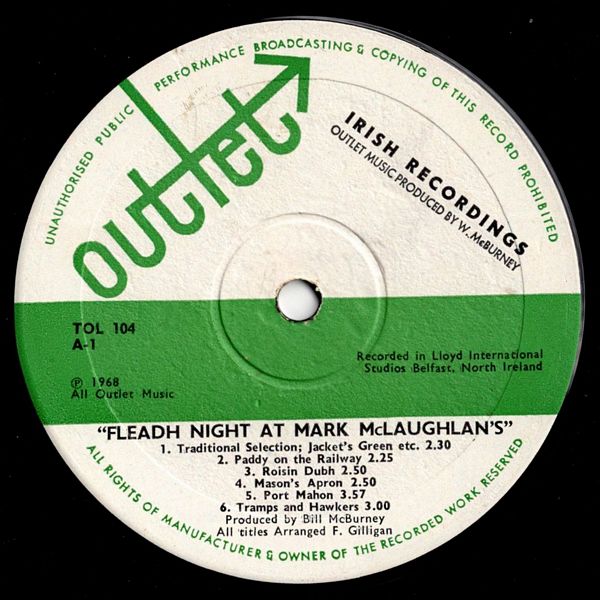 UNAUTHORISED PUBLIC PERFORMANCE BROADCASTING & COPYING OF THIS RECORD PROHIBITED
outlet
IRISH RECORDINGS
OUTLET MUSIC PRODUCED BY W. McBURNEY
TOL 104
A-1
Ⓟ 1968
All Outlet Music
Recorded in Lloyd International
Studios Belfast, North Ireland
"FLEADH NIGHT AT MARK McLAUGHLAN'S"
1. Traditional Selection; Jacket's Green etc. 2.30
2. Paddy on the Railway 2.25
3. Roisin Dubh 2.50
4. Mason's Apron 2.50
5. Port Mahon 3.57
6. Tramps and Hawkers 3.00
Produced by Bill McBurney
All titles Arranged F. Gilligan
ALL RIGHTS OF MANUFACTURER & OWNER OF THE RECORDED WORK RESERVED